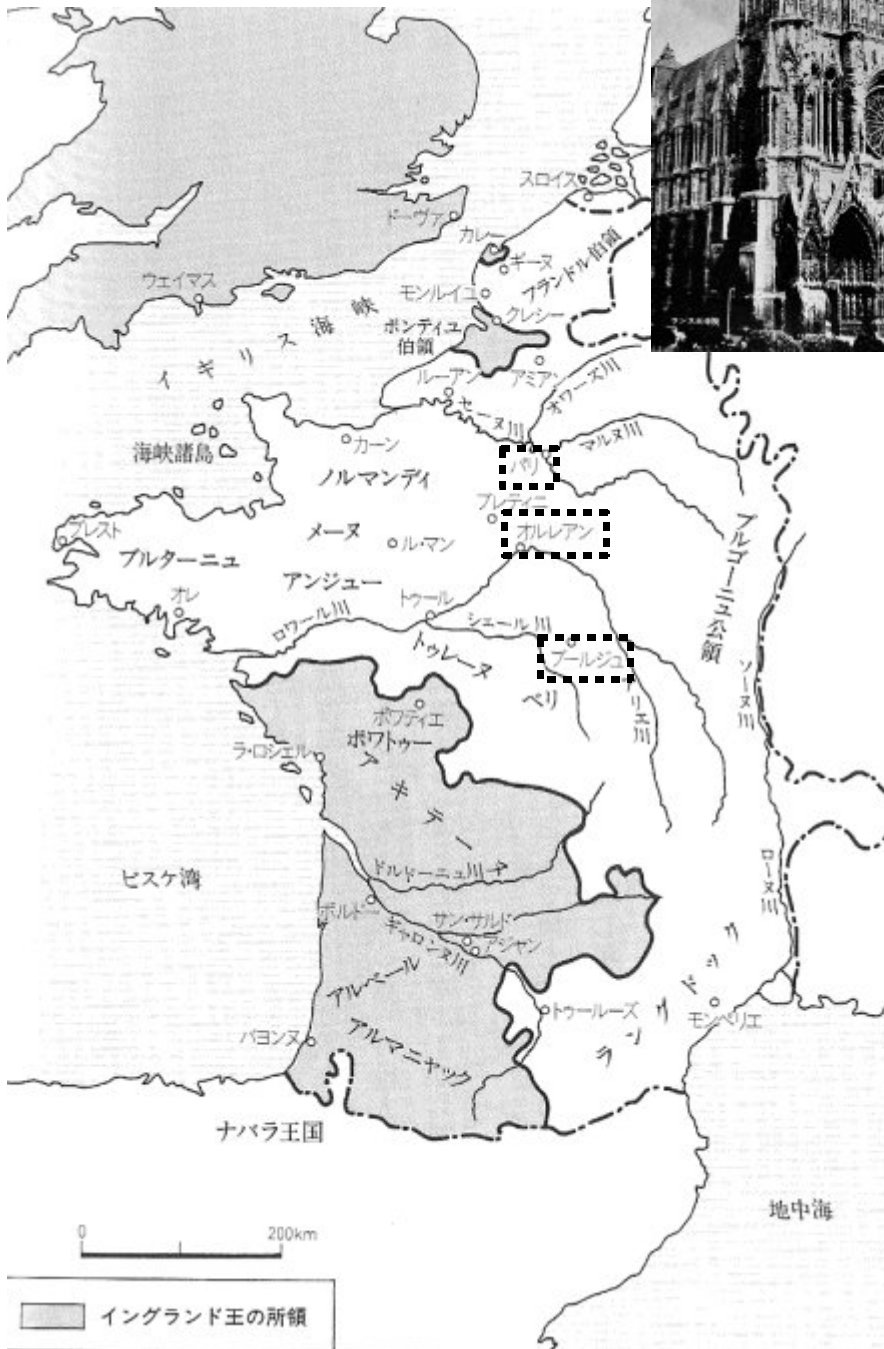 スロイス
ドーヴァ
カレー
ギーヌ
フランドル伯領
ウェイマス
モンルイユ
クレシー
ポンティユ
伯領
イギリス海峡
ルーアン
アミアン
オワーズ川
セーヌ川
マルヌ川
海峡諸島
カーン
パリ
ノルマンディ
ブレティニ
ブレスト
メーヌ
オルレアン
ル・マン
ブルターニュ
アンジュー
ブルゴーニュ公領
オレ
トゥール
シェール川
ロワール川
ブールジュ
トゥレーヌ
ソーヌ川
ベリ
リエ川
ポワティエ
ポワトゥー
ラ・ロシェル
アキテーヌ
ビスケ湾
ドルドーニュ川
ローヌ川
ボルドー
サン・サルド
アジャン
ギャロンヌ川
アルベール
ラングドック
トゥールーズ
モンペリエ
バヨンヌ
アルマニャック
ナバラ王国
地中海
0
200km
イングランド王の所領